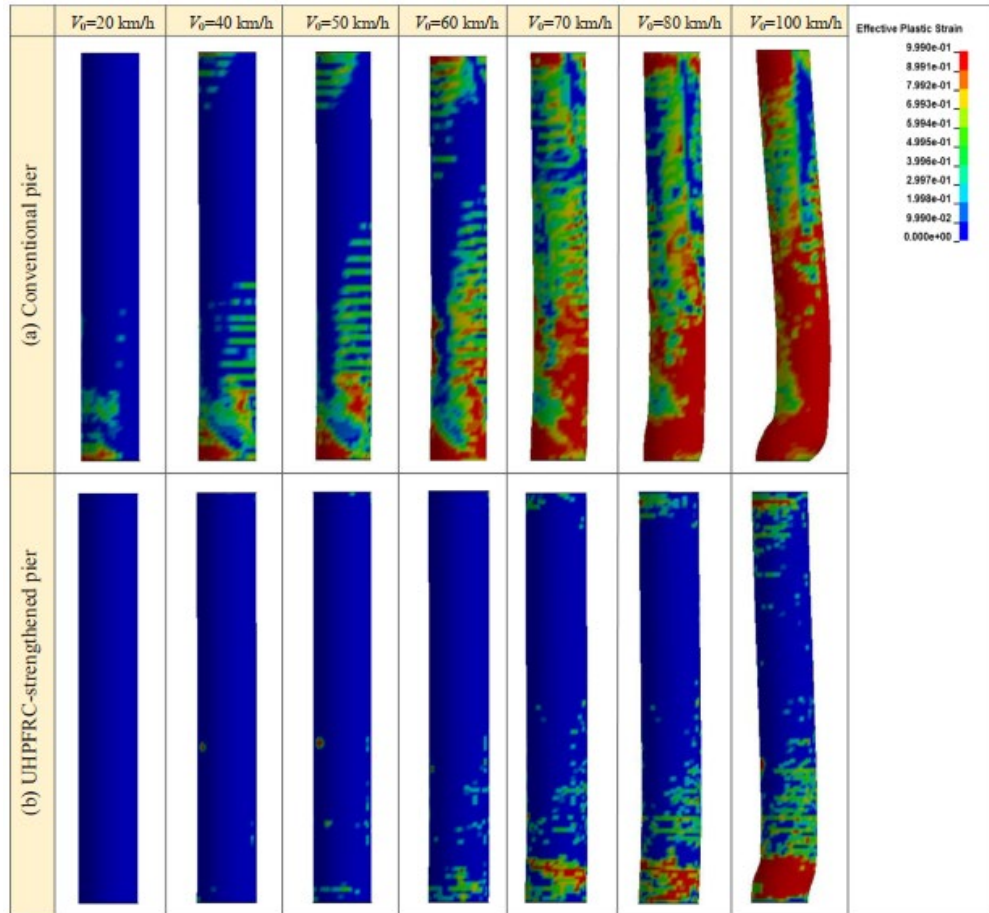 V₀=20 km/h V₀=40 km/h V₀=50 km/h V₀=60 km/h V₀=70 km/h V₀=80 km/h V₀=100 km/h
Effective Plastic Strain
9.990e-01
8.991e-01
7.992e-01
6.993e-01
5.994e-01
4.995e-01
3.996e-01
2.997e-01
1.998e-01
9.990e-02
0.000e+00
(a) Conventional pier
(b) UHPFRC-strengthened pier